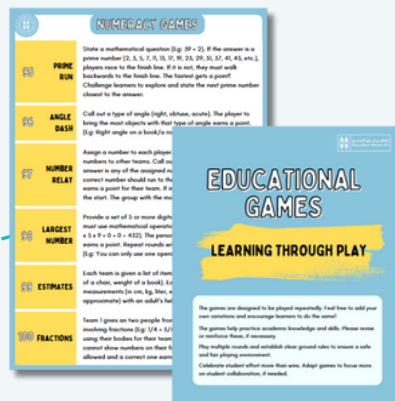 NUMERACY GAMES
95 PRIME RUN
State a mathematical question (Eg: 59 + 2). If the answer is a
prime number (2, 3, 5, 7, 11, 13, 17, 19, 23, 29, 31, 37, 41, 43, etc.),
players race to the finish line. If it is not, they must walk
backwards to the finish line. The fastest gets a point!
Challenge learners to explore and state the next prime number
closest to the answer.
96 ANGLE DASH
Call out a type of angle (right, obtuse, acute). The player to
bring the most objects with that type of angle earns a point.
(Eg: Right angle on a book/a
97 NUMBER RELAY
Assign a number to each player
numbers to other teams. Call ou
answer is any of the assigned nu
correct number should run to th
earns a point for their team. If i
the start. The group with the mo
98 LARGEST NUMBER
Provide a set of 5 or more digits
must use mathematical operatio
x 5 x 9 + 0 + 0 = 432). The perso
earns a point. Repeat rounds wi
(Eg: You can only use one opera
99 ESTIMATES
Each team is given a list of item
of a chair, weight of a book). Ea
measurements (in cm, kg, liter,
approximate) with an adult's hel
100 FRACTIONS
Team 1 gives an two people from
involving fractions (Eg: 1/4 + 3/
using their bodies for their team
cannot show numbers on their f
allowed and a correct one earns
EDUCATIONAL
GAMES
LEARNING THROUGH PLAY
The games are designed to be played repeatedly. Feel free to add your
own variations and encourage learners to do the same!
The games help practice academic knowledge and skills. Please revise
or reinforce these, if necessary.
Play multiple rounds and establish clear ground rules to ensure a safe
and fair playing environment.
Celebrate student effort more than wins. Adapt games to focus more
on student collaboration, if needed.